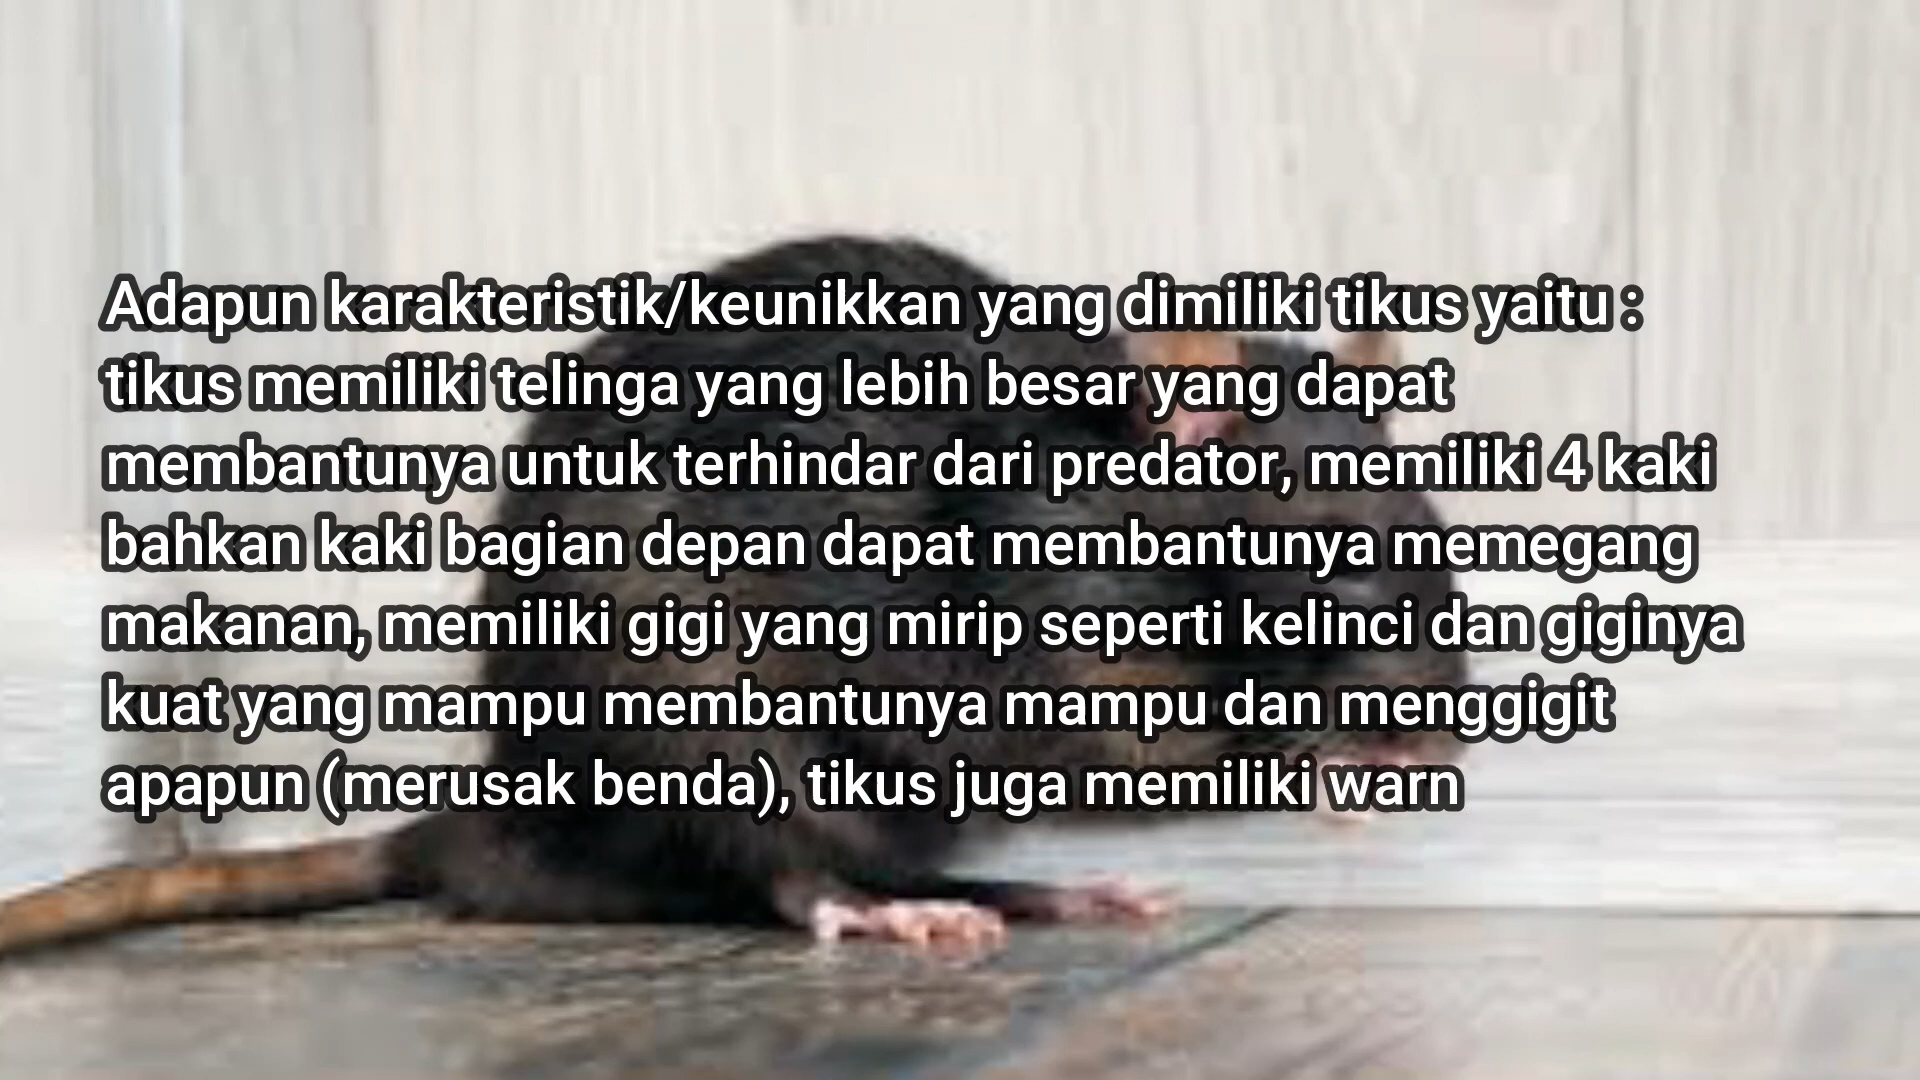 Adapun karakteristik/keunikkan yang dimiliki tikus yaitu :
tikus memiliki telinga yang lebih besar yang dapat
membantunya untuk terhindar dari predator, memiliki 4 kaki
bahkan kaki bagian depan dapat membantunya memegang
makanan, memiliki gigi yang mirip seperti kelinci dan giginya
kuat yang mampu membantunya mampu dan menggigit
apapun (merusak benda), tikus juga memiliki warn